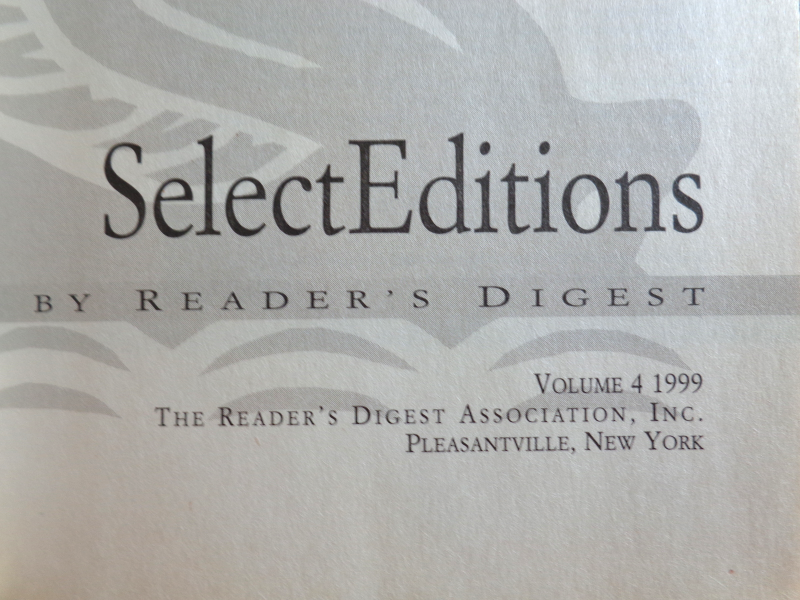 SelectEditions
BY READER'S DIGEST
VOLUME 4 1999
THE READER'S DIGEST ASSOCIATION, INC.
PLEASANTVILLE, NEW YORK